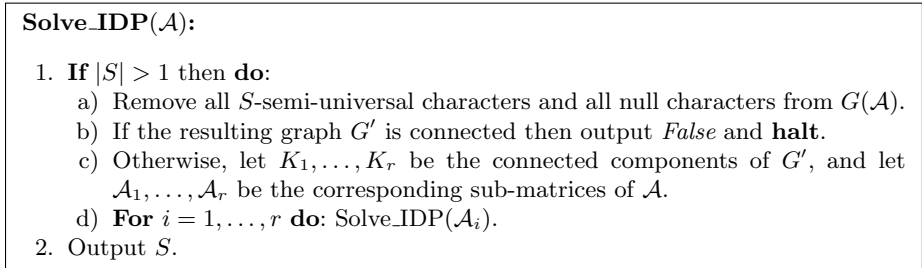 Solve_IDP(𝒜):
1. If |S| > 1 then do:
a) Remove all S-semi-universal characters and all null characters from G(𝒜).
b) If the resulting graph G′ is connected then output False and halt.
c) Otherwise, let K₁, . . . , Kᵣ be the connected components of G′, and let
𝒜₁, . . . , 𝒜ᵣ be the corresponding sub-matrices of 𝒜.
d) For i = 1, . . . , r do: Solve_IDP(𝒜ᵢ).
2. Output S.